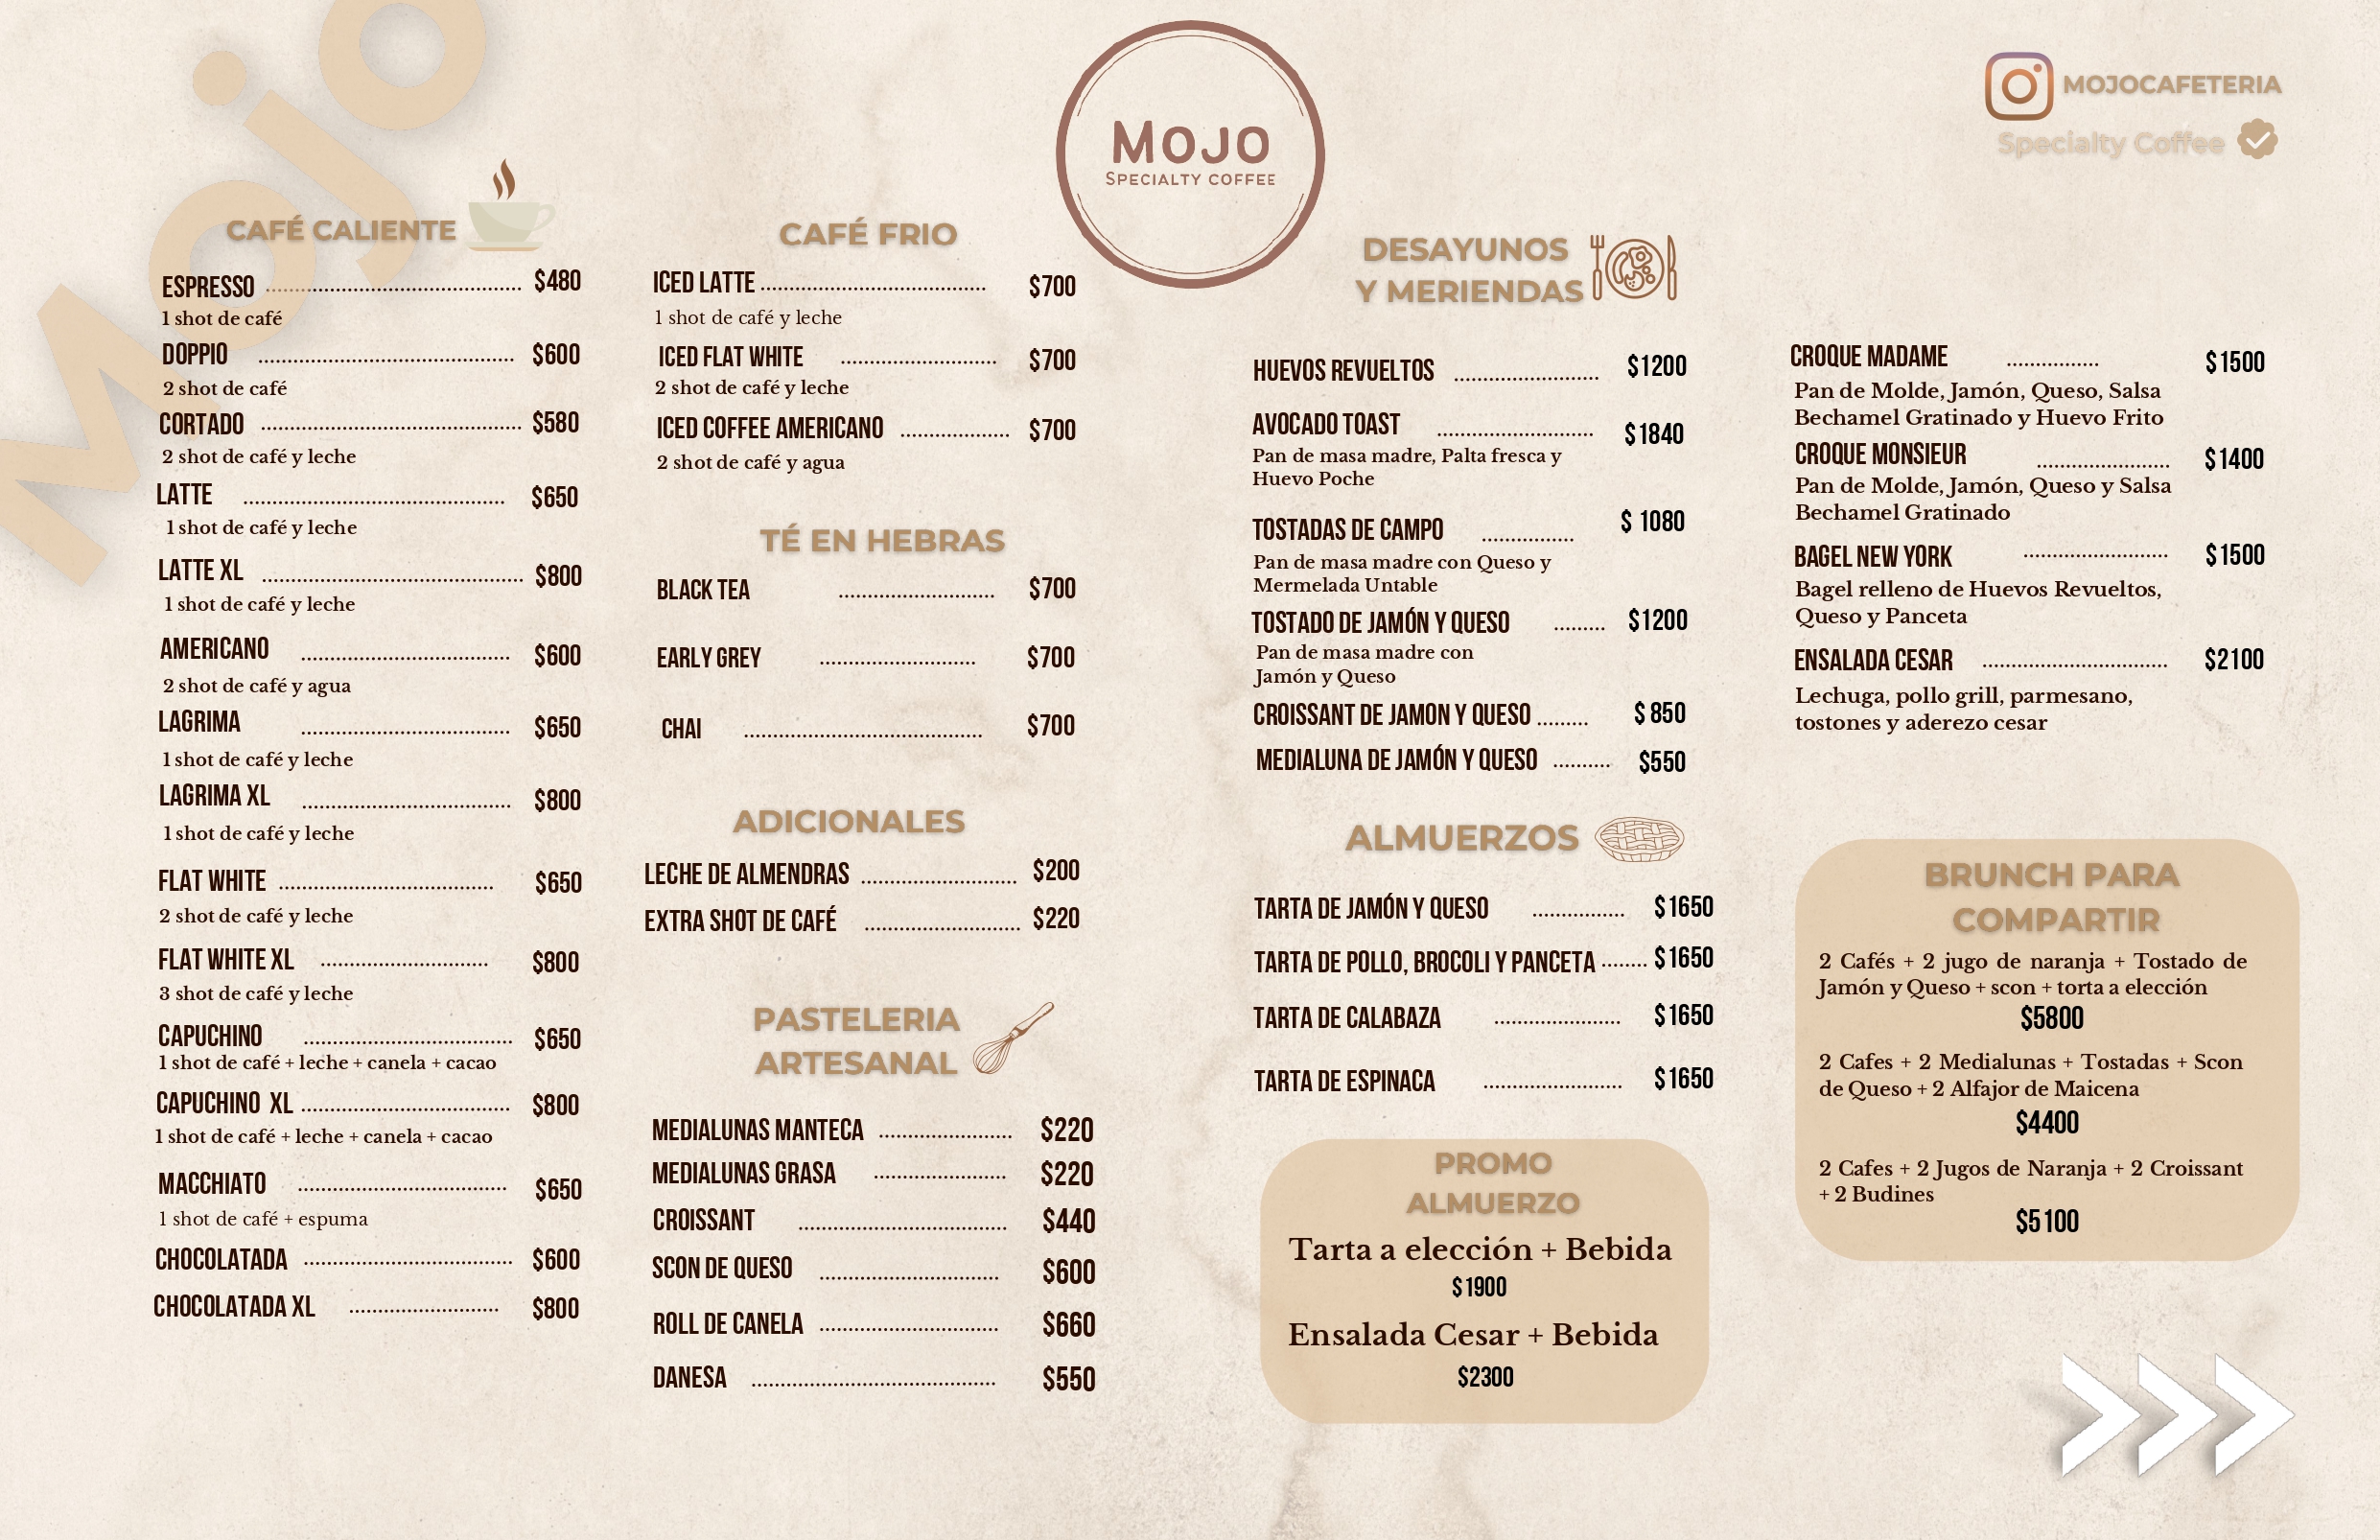 Mojo
MOJO
SPECIALTY COFFEE
MOJOCAFETERIA
Specialty Coffee
CAFÉ CALIENTE
ESPRESSO ........ $480
1 shot de café
DOPPIO ........ $600
2 shot de café
CORTADO ........ $580
2 shot de café y leche
LATTE ........ $650
1 shot de café y leche
LATTE XL ........ $800
1 shot de café y leche
AMERICANO ........ $600
2 shot de café y agua
LAGRIMA ........ $650
1 shot de café y leche
LAGRIMA XL ........ $800
1 shot de café y leche
FLAT WHITE ........ $650
2 shot de café y leche
FLAT WHITE XL ........ $800
3 shot de café y leche
CAPUCHINO ........ $650
1 shot de café + leche + canela + cacao
CAPUCHINO XL ........ $800
1 shot de café + leche + canela + cacao
MACCHIATO ........ $650
1 shot de café + espuma
CHOCOLATADA ........ $600
CHOCOLATADA XL ........ $800
CAFÉ FRIO
ICED LATTE ........ $700
1 shot de café y leche
ICED FLAT WHITE ........ $700
2 shot de café y leche
ICED COFFEE AMERICANO ........ $700
2 shot de café y agua
TÉ EN HEBRAS
BLACK TEA ........ $700
EARLY GREY ........ $700
CHAI ........ $700
ADICIONALES
LECHE DE ALMENDRAS ........ $200
EXTRA SHOT DE CAFÉ ........ $220
PASTELERIA
ARTESANAL
MEDIALUNAS MANTECA ........ $220
MEDIALUNAS GRASA ........ $220
CROISSANT ........ $440
SCON DE QUESO ........ $600
ROLL DE CANELA ........ $660
DANESA ........ $550
DESAYUNOS
Y MERIENDAS
HUEVOS REVUELTOS ........ $1200
AVOCADO TOAST ........ $1840
Pan de masa madre, Palta fresca y
Huevo Poche
TOSTADAS DE CAMPO ........ $ 1080
Pan de masa madre con Queso y
Mermelada Untable
TOSTADO DE JAMÓN Y QUESO ........ $1200
Pan de masa madre con
Jamón y Queso
CROISSANT DE JAMON Y QUESO ........ $ 850
MEDIALUNA DE JAMÓN Y QUESO ........ $550
CROQUE MADAME ........ $1500
Pan de Molde, Jamón, Queso, Salsa
Bechamel Gratinado y Huevo Frito
CROQUE MONSIEUR ........ $1400
Pan de Molde, Jamón, Queso y Salsa
Bechamel Gratinado
BAGEL NEW YORK ........ $1500
Bagel relleno de Huevos Revueltos,
Queso y Panceta
ENSALADA CESAR ........ $2100
Lechuga, pollo grill, parmesano,
tostones y aderezo cesar
ALMUERZOS
TARTA DE JAMÓN Y QUESO ........ $1650
TARTA DE POLLO, BROCOLI Y PANCETA ........ $1650
TARTA DE CALABAZA ........ $1650
TARTA DE ESPINACA ........ $1650
PROMO
ALMUERZO
Tarta a elección + Bebida
$1900
Ensalada Cesar + Bebida
$2300
BRUNCH PARA
COMPARTIR
2 Cafés + 2 jugo de naranja + Tostado de
Jamón y Queso + scon + torta a elección
$5800
2 Cafes + 2 Medialunas + Tostadas + Scon
de Queso + 2 Alfajor de Maicena
$4400
2 Cafes + 2 Jugos de Naranja + 2 Croissant
+ 2 Budines
$5100